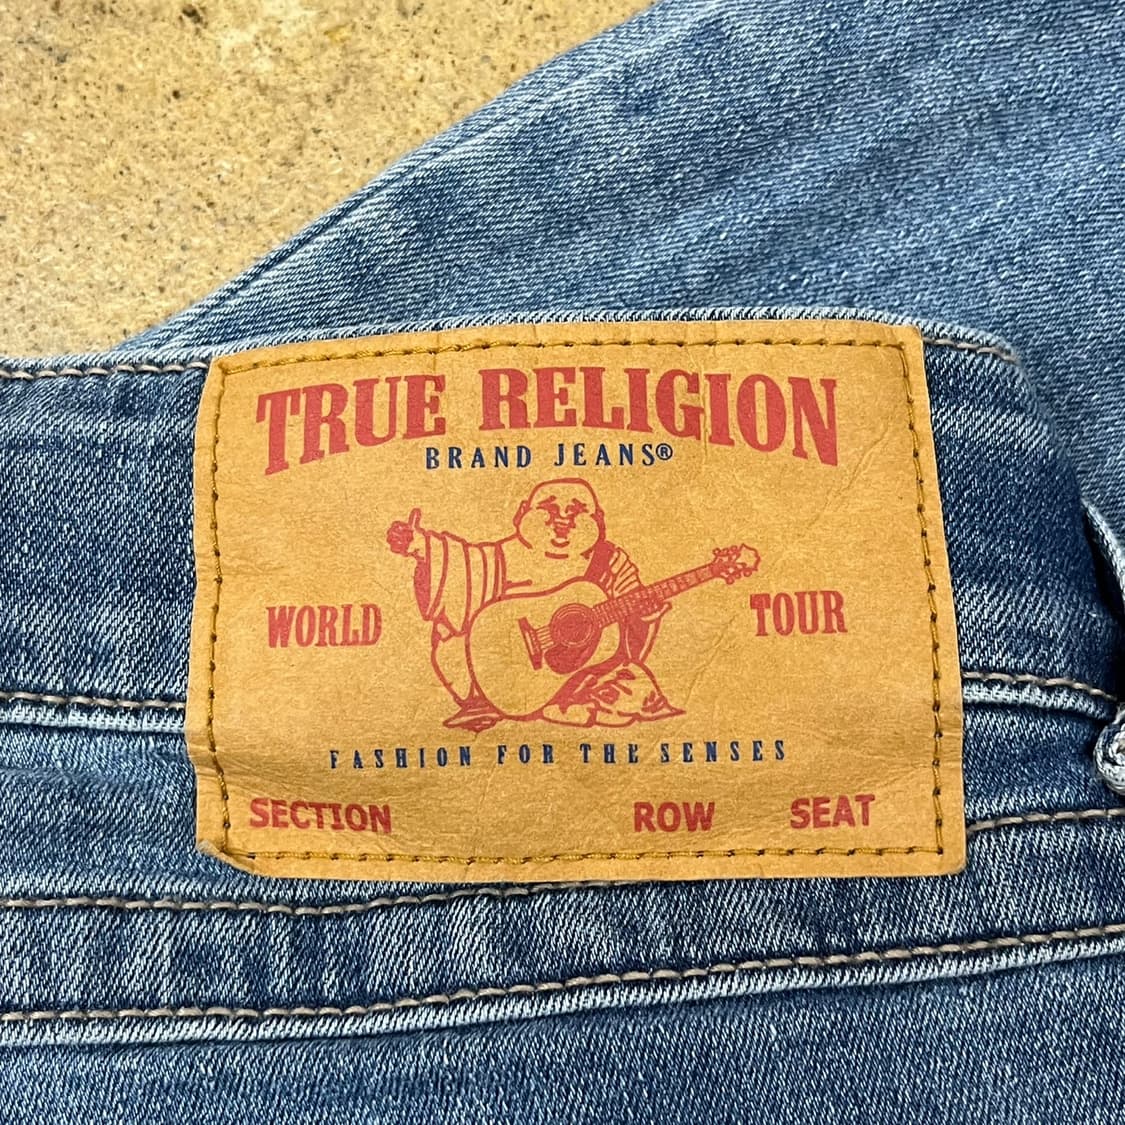 TRUE RELIGION
BRAND JEANS®
WORLD TOUR
FASHION FOR THE SENSES
SECTION ROW SEAT